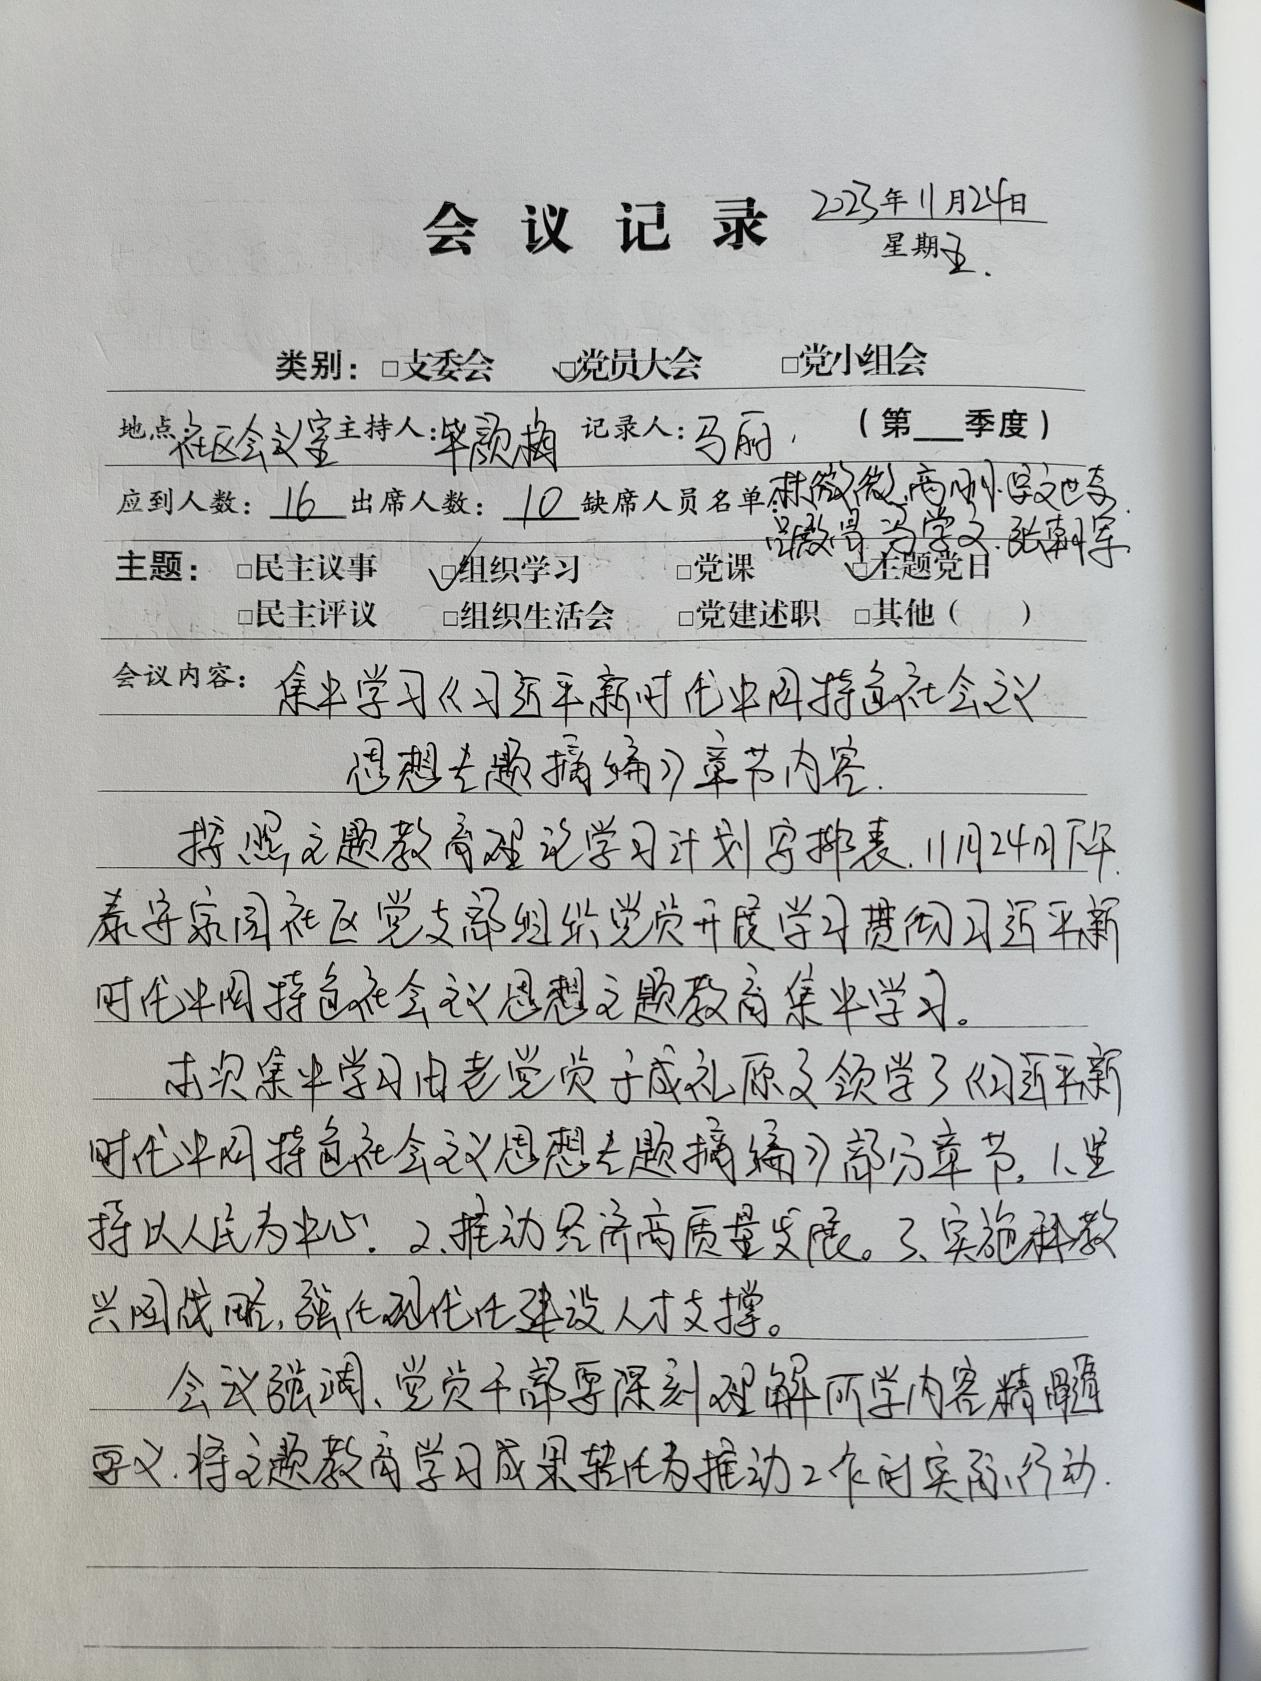 会议记录
2023年11月24日
星期五.
类别：□支委会 ☑党员大会 □党小组会
地点：社区会议室 主持人：毕颜梅 记录人：马丽. （第___季度）
应到人数：16 出席人数：10 缺席人员名单：林微微.高刚.
冯学文.张朝军
主题：□民主议事 ☑组织学习 □党课 ☑主题党日
□民主评议 □组织生活会 □党建述职 □其他（ ）
会议内容：集中学习《习近平新时代中国特色社会主义
思想专题摘编》章节内容.
按照主题教育理论学习计划安排表.11月24日下午.
泰安家园社区党支部组织党员开展学习贯彻习近平新
时代中国特色社会主义思想主题教育集中学习。
本次集中学习由老党员于成礼原文领学了《习近平新
时代中国特色社会主义思想专题摘编》部分章节。1、坚
持以人民为中心. 2、推动经济高质量发展。3、实施科教
兴国战略，强化现代化建设人才支撑。
会议强调、党员干部要深刻理解所学内容精髓
要义.将主题教育学习成果转化为推动工作的实际行动.